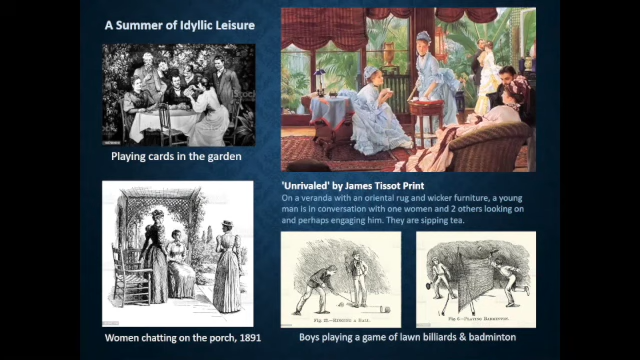 A Summer of Idyllic Leisure
Playing cards in the garden
'Unrivaled' by James Tissot Print
On a veranda with an oriental rug and wicker furniture, a young
man is in conversation with one women and 2 others looking on
and perhaps engaging him. They are sipping tea.
Women chatting on the porch, 1891
Boys playing a game of lawn billiards & badminton